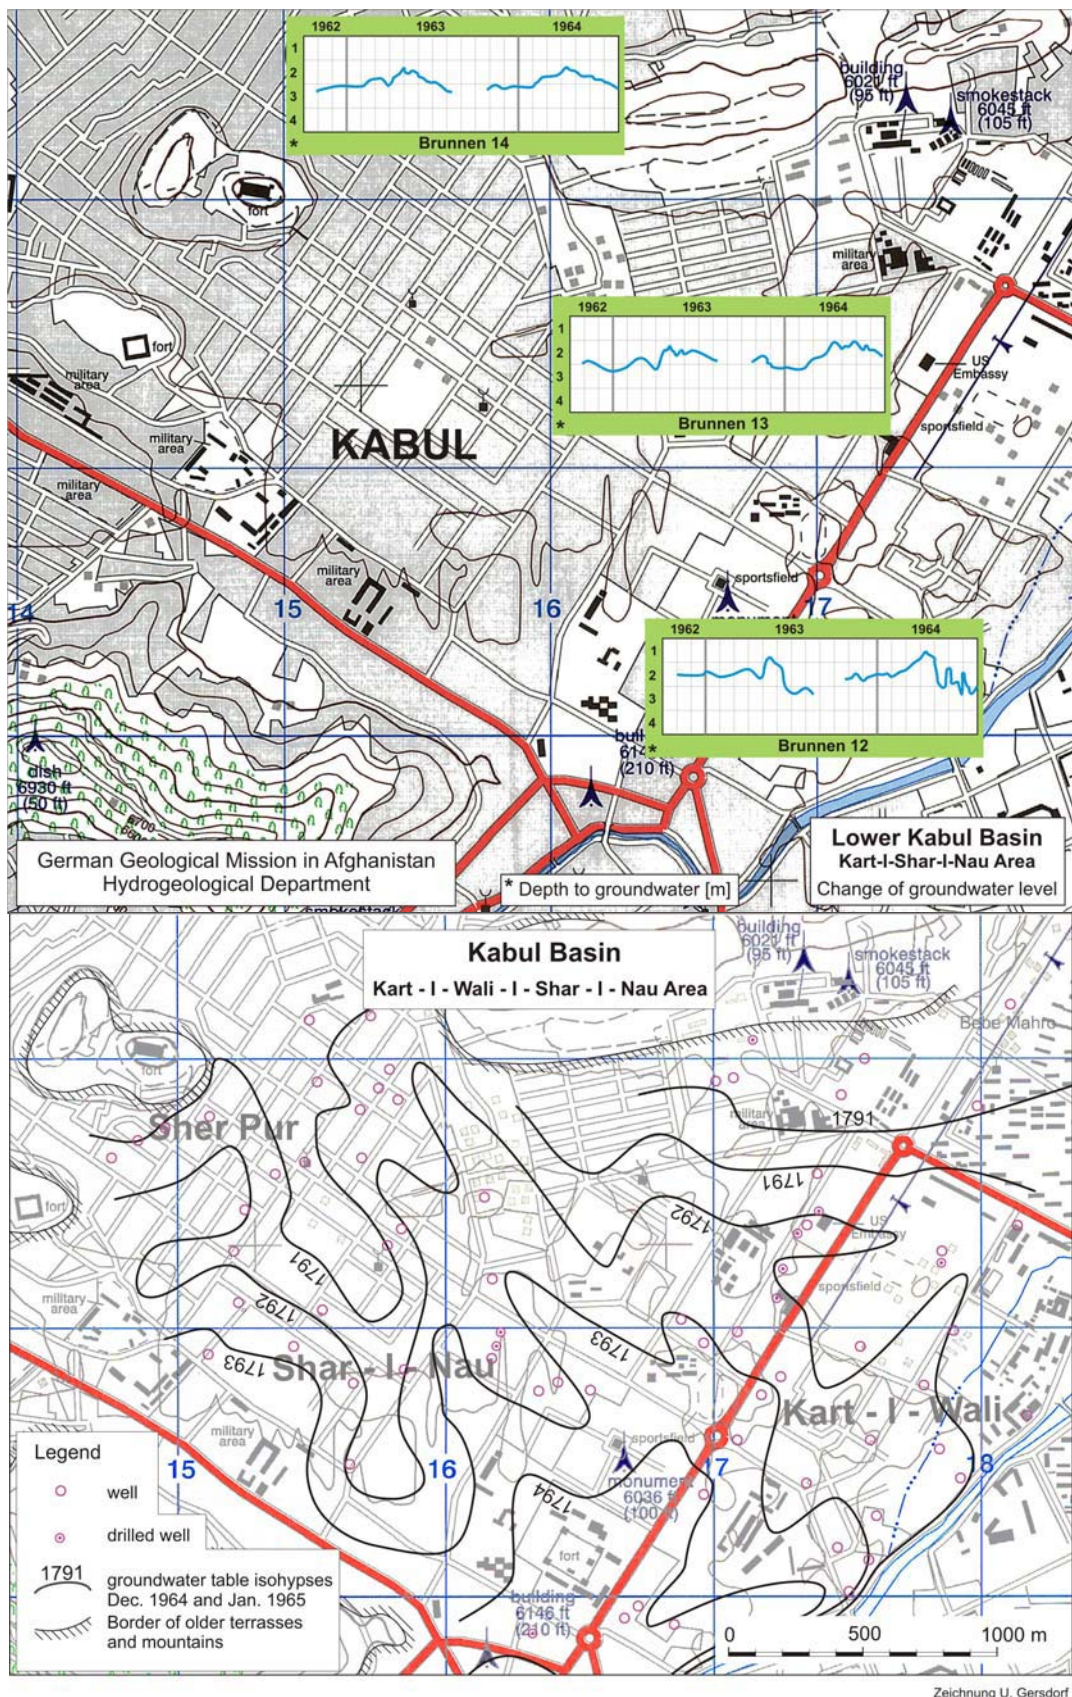 1962 1963 1964
1
2
3
4
*
Brunnen 14
building
6021 ft
(95 ft)
smokestack
6045 ft
(105 ft)
fort
military
area
1962 1963 1964
1
2
3
4
*
Brunnen 13
US
Embassy
sportsfield
fort
military
area
military
area
military
area
KABUL
military
area
sportsfield
14 15 16 17
1962 1963 1964
1
2
3
4
*
Brunnen 12
(210 ft)
dish
6930 ft
(50 ft)
German Geological Mission in Afghanistan
Hydrogeological Department
* Depth to groundwater [m]
Lower Kabul Basin
Kart-I-Shar-I-Nau Area
Change of groundwater level
Kabul Basin
Kart - I - Wali - I - Shar - I - Nau Area
building
6021 ft
(95 ft)
smokestack
6045 ft
(105 ft)
Bebe Mahro
fort
Sher Pur
military
area
1791
1791
1792
US
Embassy
fort
1791
sportsfield
military
area
1792
1793
1793
Shar - I - Nau
Kart - I - Wali
military
area
sportsfield
15 16 17 18
monument
6036 ft
(100 ft)
1794
fort
building
6146 ft
(210 ft)
Legend
well
drilled well
1791
groundwater table isohypses
Dec. 1964 and Jan. 1965
Border of older terrasses
and mountains
0 500 1000 m
Zeichnung U. Gersdorf